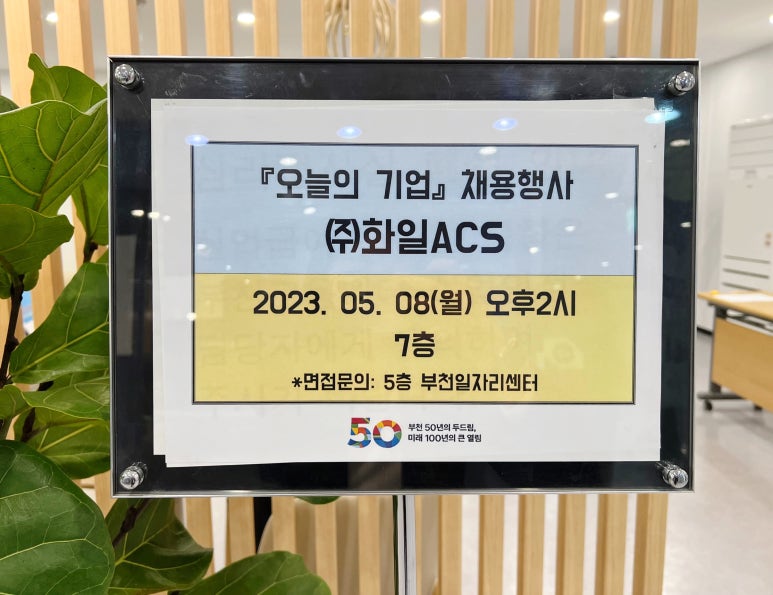 『오늘의 기업』 채용행사
㈜화일ACS
2023. 05. 08(월) 오후2시
7층
*면접문의: 5층 부천일자리센터
50
부천 50년의 두드림,
미래 100년의 큰 열림